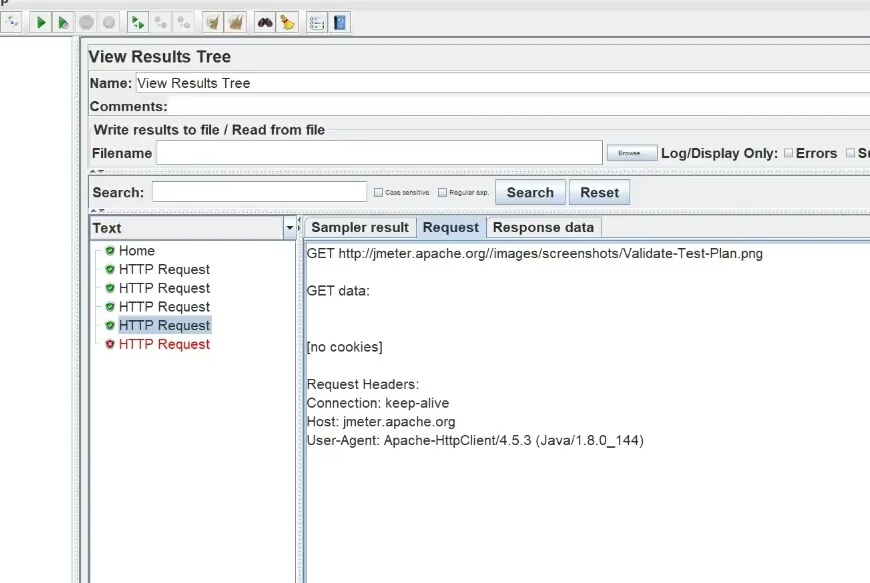 View Results Tree
Name: View Results Tree
Comments:
Write results to file / Read from file
Filename Browse... Log/Display Only: Errors
Search: Case sensitive Regular exp. Search Reset
Text
Sampler result Request Response data
Home
HTTP Request
HTTP Request
HTTP Request
HTTP Request
HTTP Request
GET http://jmeter.apache.org//images/screenshots/Validate-Test-Plan.png
GET data:
[no cookies]
Request Headers:
Connection: keep-alive
Host: jmeter.apache.org
User-Agent: Apache-HttpClient/4.5.3 (Java/1.8.0_144)